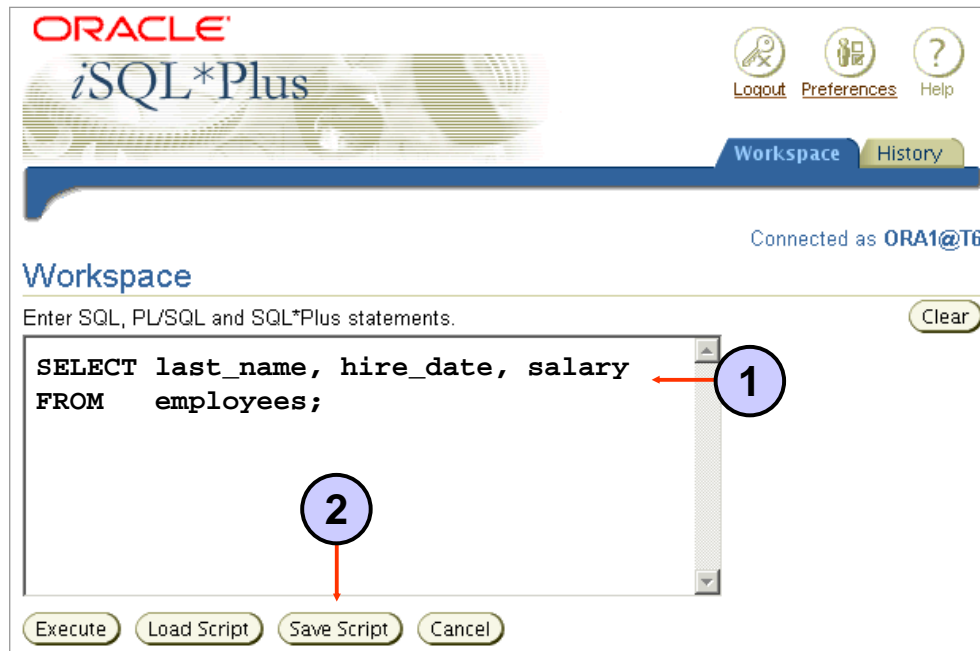 ORACLE
iSQL*Plus
Logout Preferences Help
Workspace History
Connected as ORA1@T6
Workspace
Enter SQL, PL/SQL and SQL*Plus statements.
Clear
SELECT last_name, hire_date, salary
FROM employees;
1
2
Execute Load Script Save Script Cancel